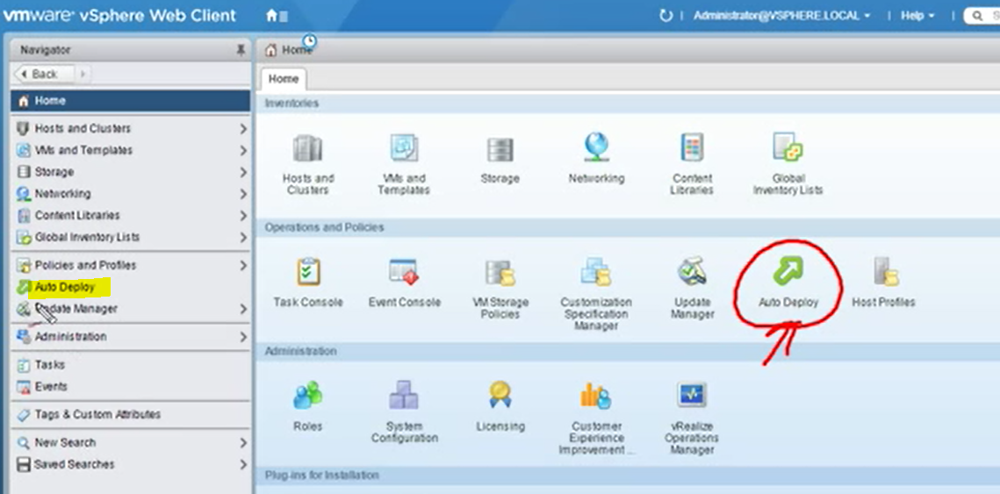 vmware® vSphere Web Client
Administrator@VSPHERE.LOCAL
Help
Navigator
Back
Home
Hosts and Clusters
VMs and Templates
Storage
Networking
Content Libraries
Global Inventory Lists
Policies and Profiles
Auto Deploy
Update Manager
Administration
Tasks
Events
Tags & Custom Attributes
New Search
Saved Searches
Home
Home
Inventories
Hosts and
Clusters
VMs and
Templates
Storage
Networking
Content
Libraries
Global
Inventory Lists
Operations and Policies
Task Console
Event Console
VM Storage
Policies
Customization
Specification
Manager
Update
Manager
Auto Deploy
Host Profiles
Administration
Roles
System
Configuration
Licensing
Customer
Experience
Improvement ...
vRealize
Operations
Manager
Plug-ins for Installation